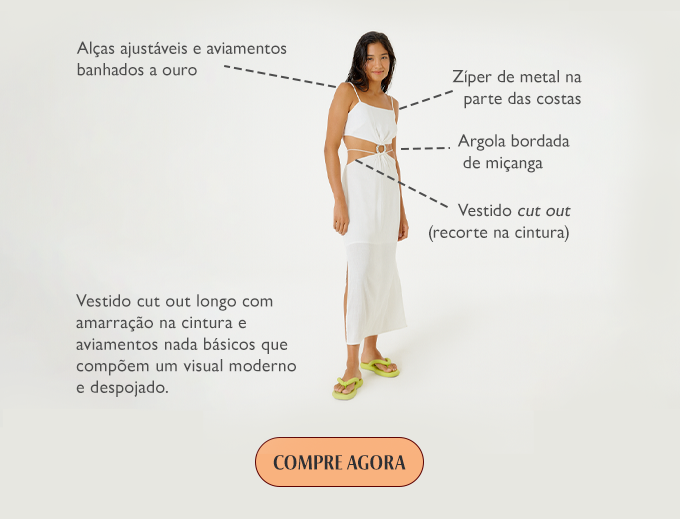 Alças ajustáveis e aviamentos
banhados a ouro
Zíper de metal na
parte das costas
Argola bordada
de miçanga
Vestido cut out
(recorte na cintura)
Vestido cut out longo com
amarração na cintura e
aviamentos nada básicos que
compõem um visual moderno
e despojado.
COMPRE AGORA